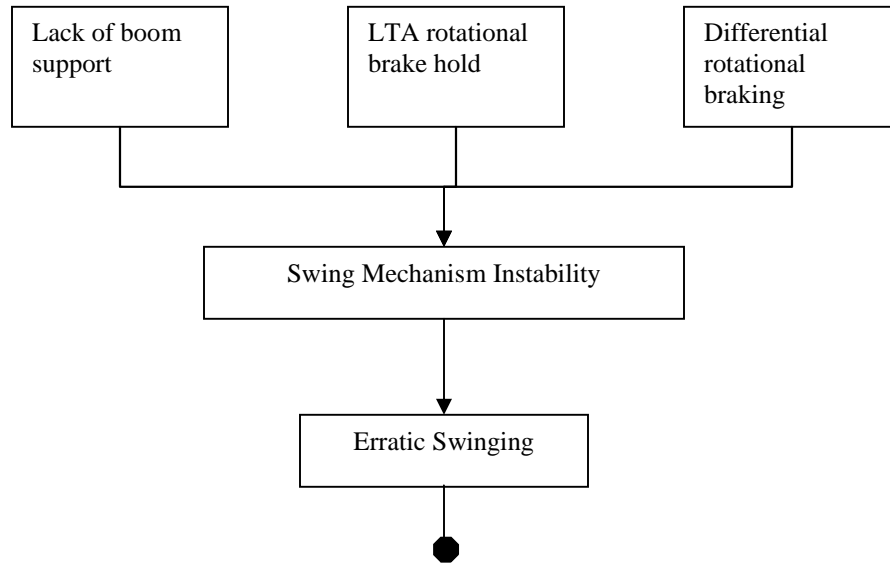 Lack of boom
support
LTA rotational
brake hold
Differential
rotational
braking
Swing Mechanism Instability
Erratic Swinging